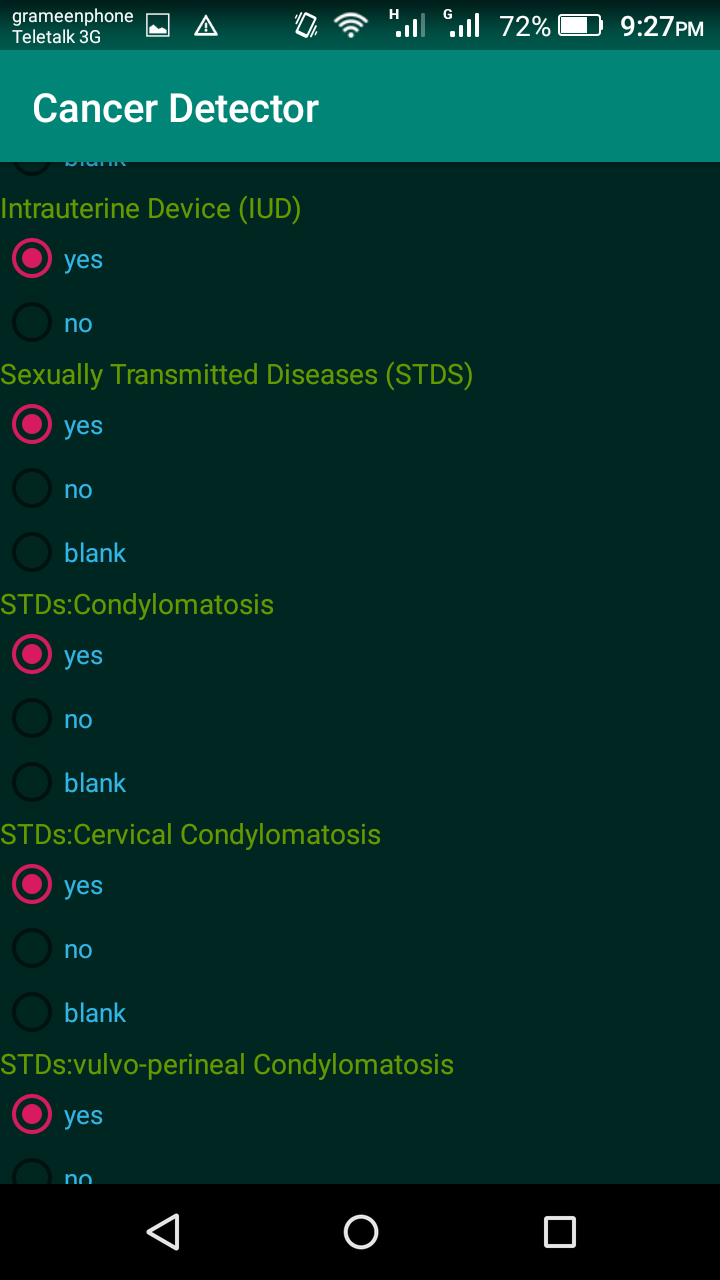 grameenphone
Teletalk 3G
H
G
72%
9:27PM
Cancer Detector
blank
Intrauterine Device (IUD)
yes
no
Sexually Transmitted Diseases (STDS)
yes
no
blank
STDs:Condylomatosis
yes
no
blank
STDs:Cervical Condylomatosis
yes
no
blank
STDs:vulvo-perineal Condylomatosis
yes
no